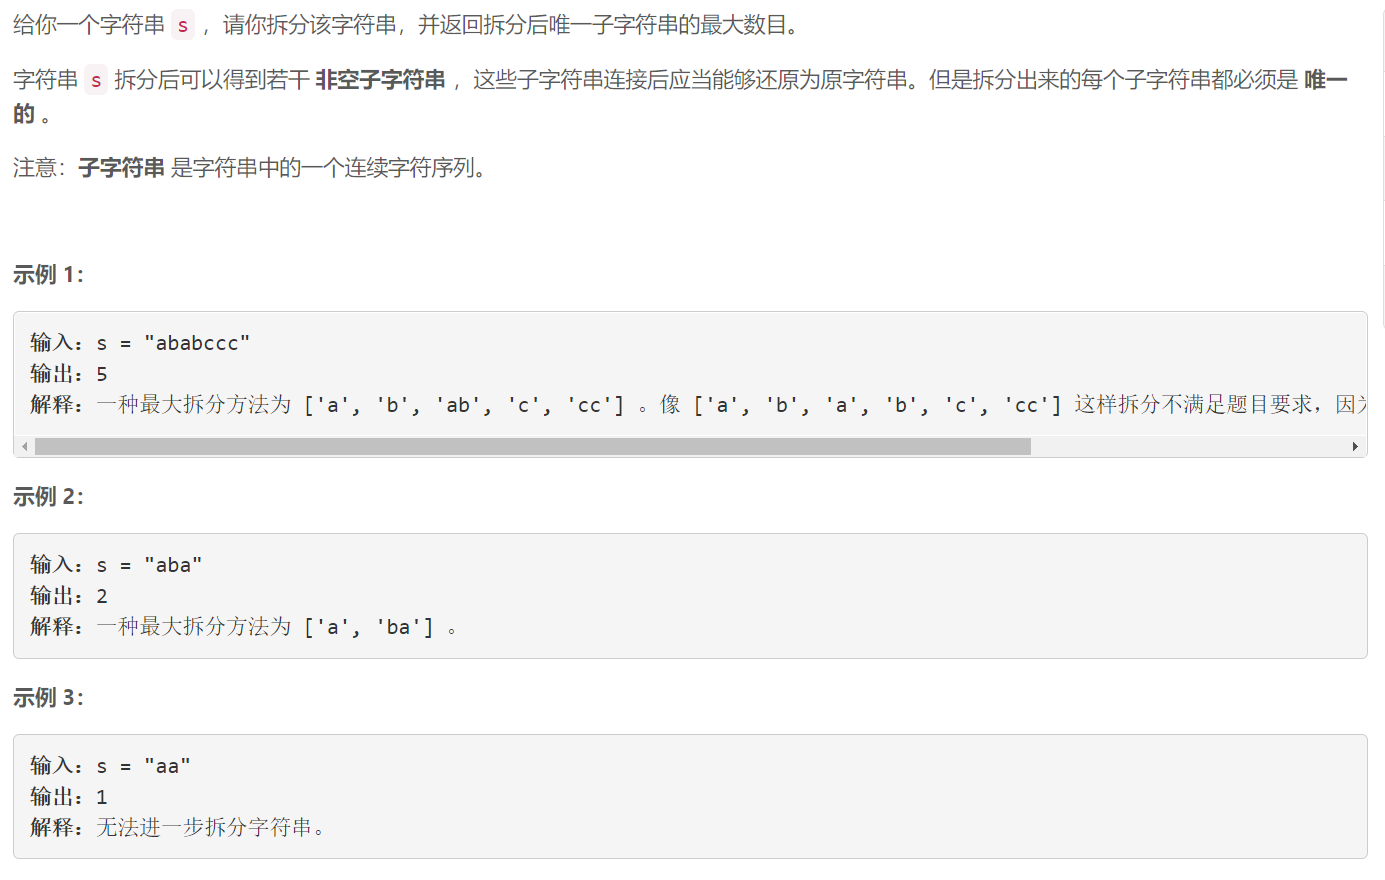 给你一个字符串 s ，请你拆分该字符串，并返回拆分后唯一子字符串的最大数目。
字符串 s 拆分后可以得到若干 非空子字符串 ，这些子字符串连接后应当能够还原为原字符串。但是拆分出来的每个子字符串都必须是 唯一
的 。
注意：子字符串 是字符串中的一个连续字符序列。
示例 1：
输入：s = "ababccc"
输出：5
解释：一种最大拆分方法为 ['a', 'b', 'ab', 'c', 'cc'] 。像 ['a', 'b', 'a', 'b', 'c', 'cc'] 这样拆分不满足题目要求，因
示例 2：
输入：s = "aba"
输出：2
解释：一种最大拆分方法为 ['a', 'ba'] 。
示例 3：
输入：s = "aa"
输出：1
解释：无法进一步拆分字符串。